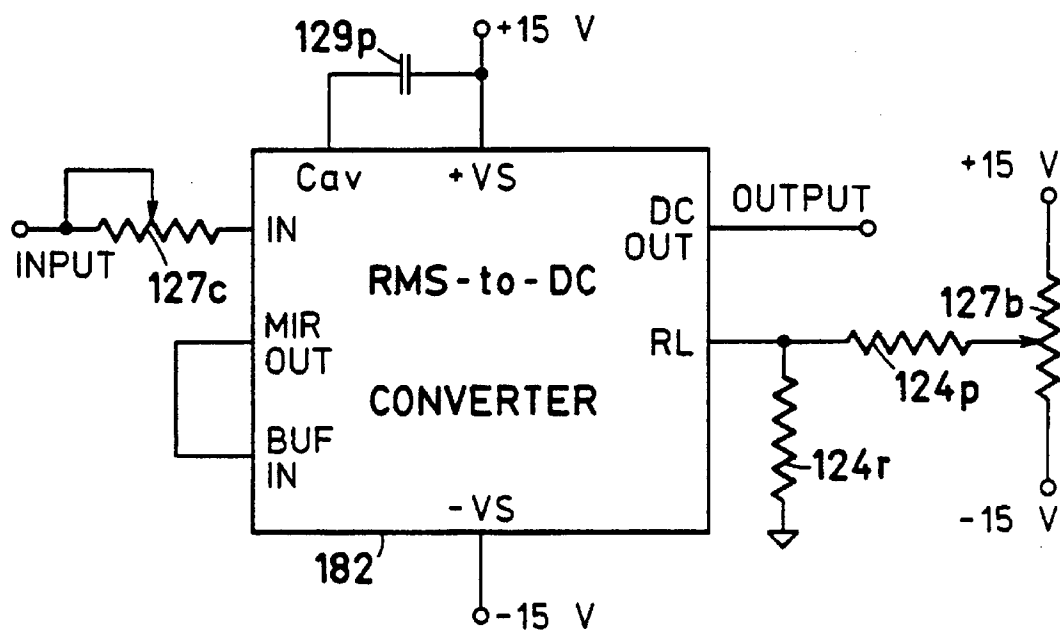 129p
+15 V
Cav
+VS
+15 V
INPUT
127c
IN
DC
OUT
OUTPUT
RMS-to-DC
127b
MIR
OUT
RL
124p
CONVERTER
BUF
IN
124r
-VS
-15 V
182
-15 V